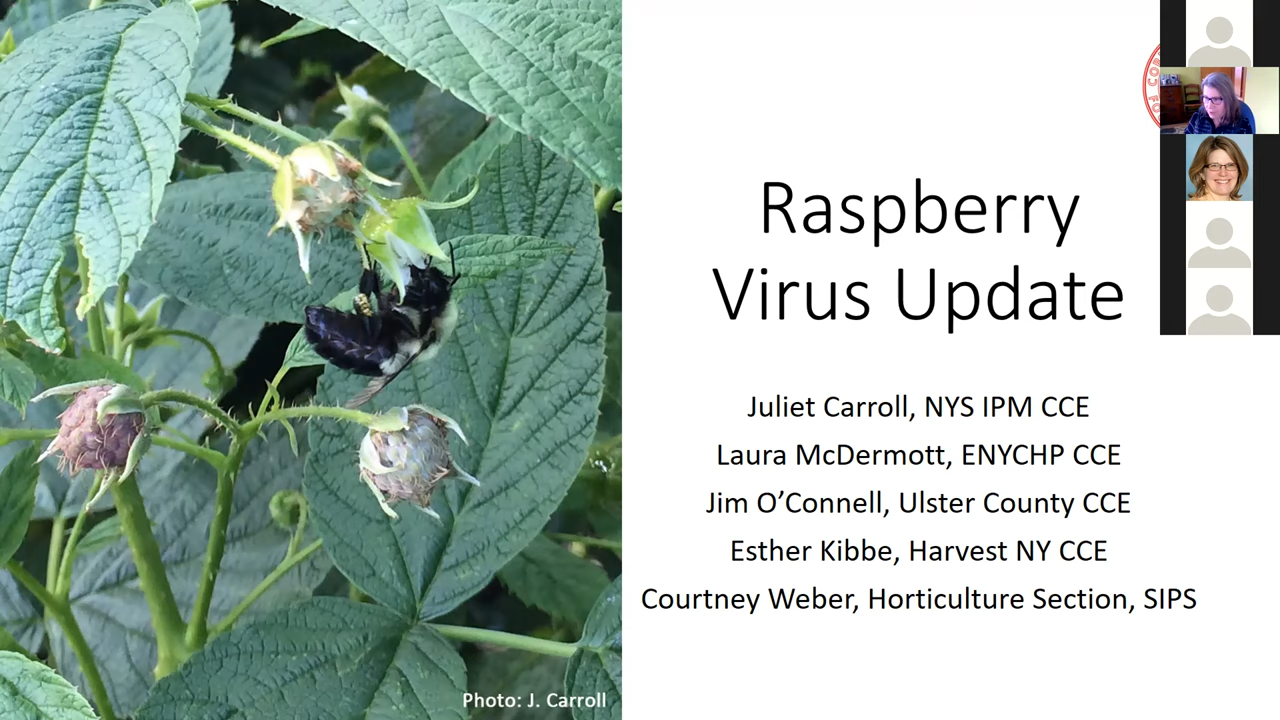 Raspberry
Virus Update
Juliet Carroll, NYS IPM CCE
Laura McDermott, ENYCHP CCE
Jim O’Connell, Ulster County CCE
Esther Kibbe, Harvest NY CCE
Courtney Weber, Horticulture Section, SIPS
Photo: J. Carroll